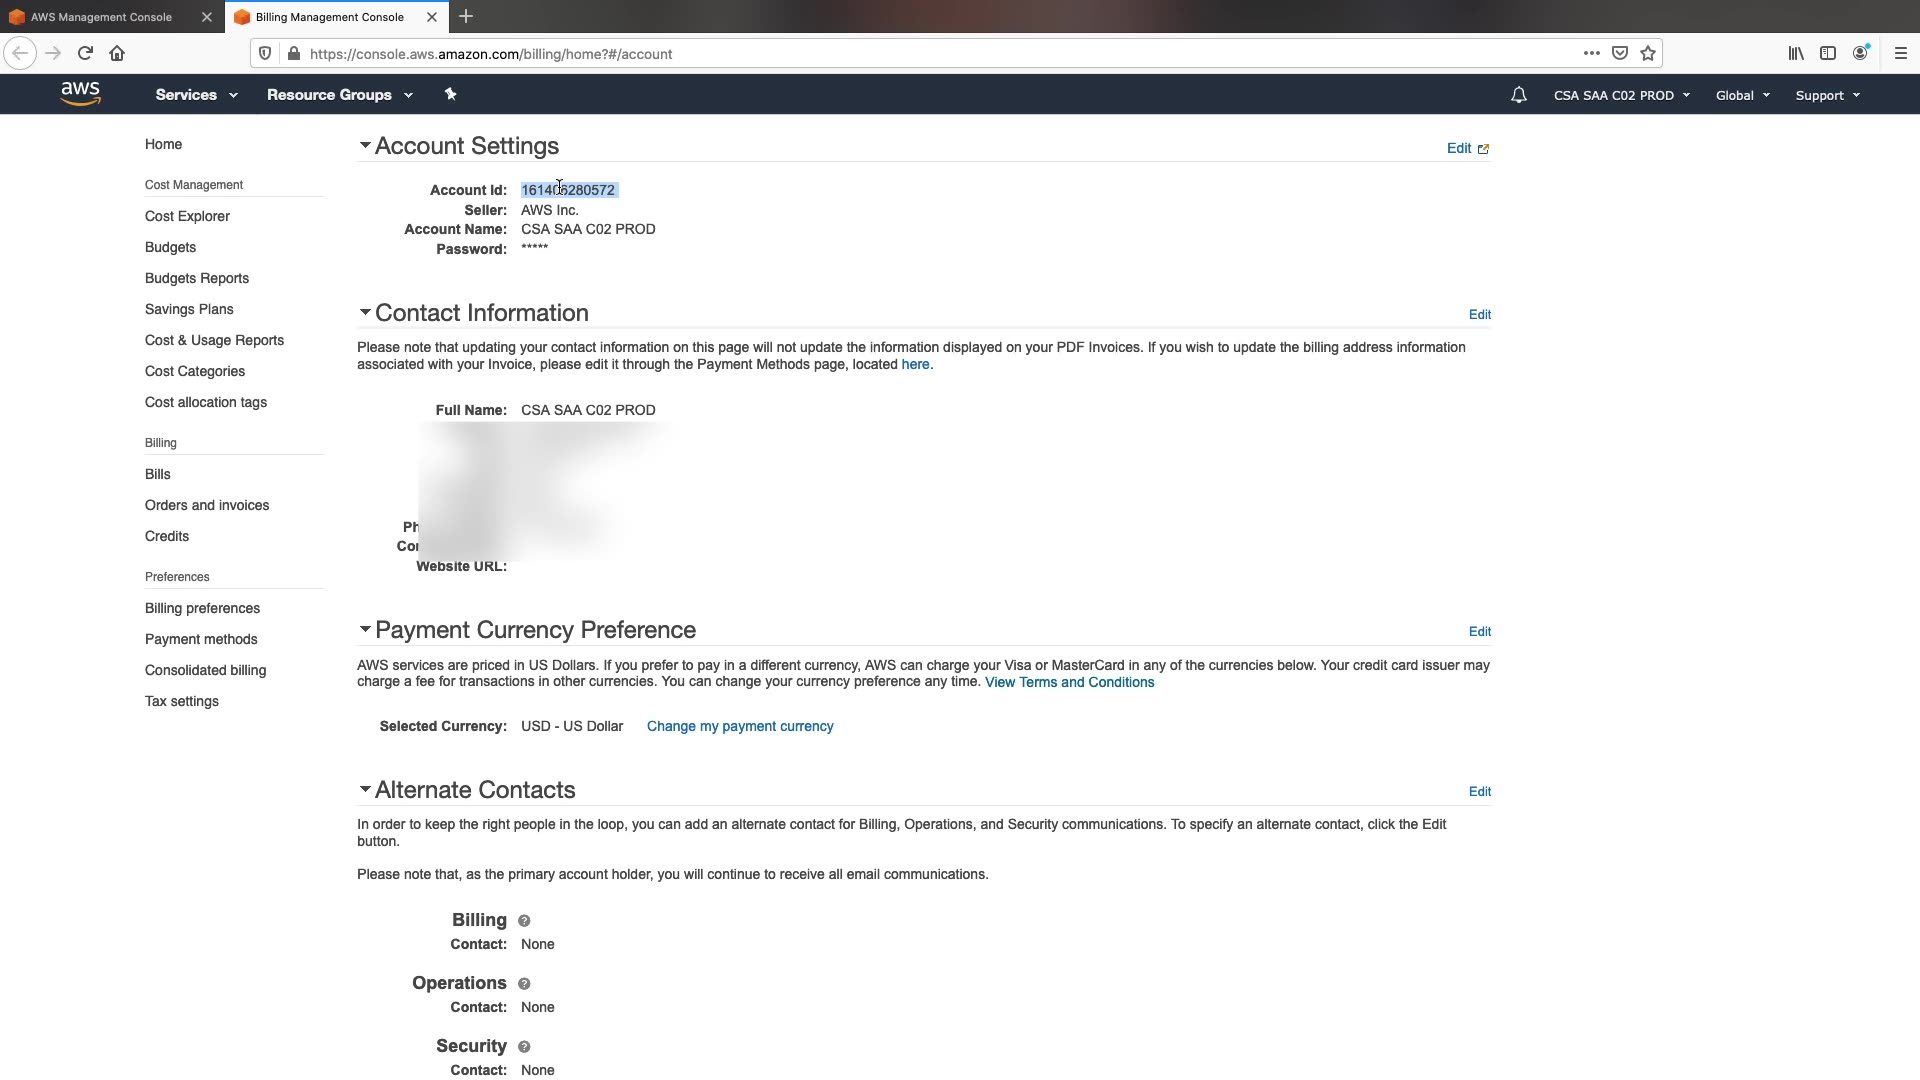 AWS Management Console
Billing Management Console
https://console.aws.amazon.com/billing/home?#/account
aws
Services
Resource Groups
CSA SAA C02 PROD
Global
Support
Home
Cost Management
Cost Explorer
Budgets
Budgets Reports
Savings Plans
Cost & Usage Reports
Cost Categories
Cost allocation tags
Billing
Bills
Orders and invoices
Credits
Preferences
Billing preferences
Payment methods
Consolidated billing
Tax settings
Account Settings
Edit
Account Id: 161406280572
Seller: AWS Inc.
Account Name: CSA SAA C02 PROD
Password: *****
Contact Information
Edit
Please note that updating your contact information on this page will not update the information displayed on your PDF Invoices. If you wish to update the billing address information
associated with your Invoice, please edit it through the Payment Methods page, located here.
Full Name: CSA SAA C02 PROD
Website URL:
Payment Currency Preference
Edit
AWS services are priced in US Dollars. If you prefer to pay in a different currency, AWS can charge your Visa or MasterCard in any of the currencies below. Your credit card issuer may
charge a fee for transactions in other currencies. You can change your currency preference any time. View Terms and Conditions
Selected Currency: USD - US Dollar Change my payment currency
Alternate Contacts
Edit
In order to keep the right people in the loop, you can add an alternate contact for Billing, Operations, and Security communications. To specify an alternate contact, click the Edit
button.
Please note that, as the primary account holder, you will continue to receive all email communications.
Billing
Contact: None
Operations
Contact: None
Security
Contact: None